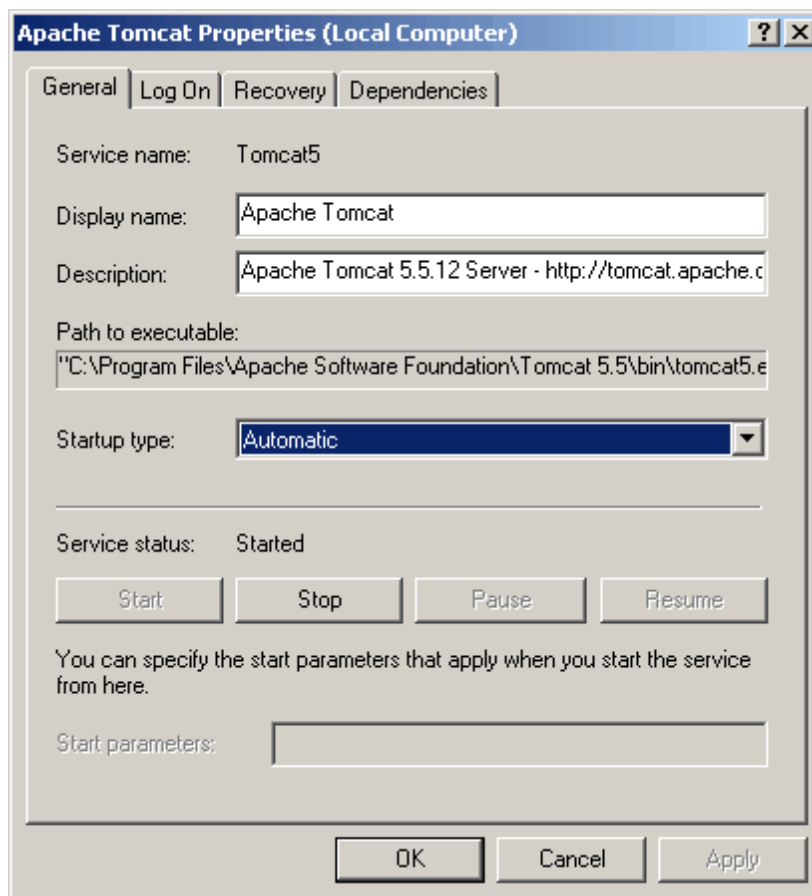 Apache Tomcat Properties (Local Computer)
General Log On Recovery Dependencies
Service name: Tomcat5
Display name: Apache Tomcat
Description: Apache Tomcat 5.5.12 Server - http://tomcat.apache.o
Path to executable:
"C:\Program Files\Apache Software Foundation\Tomcat 5.5\bin\tomcat5.e
Startup type: Automatic
Service status: Started
Start Stop Pause Resume
You can specify the start parameters that apply when you start the service
from here.
Start parameters:
OK Cancel Apply